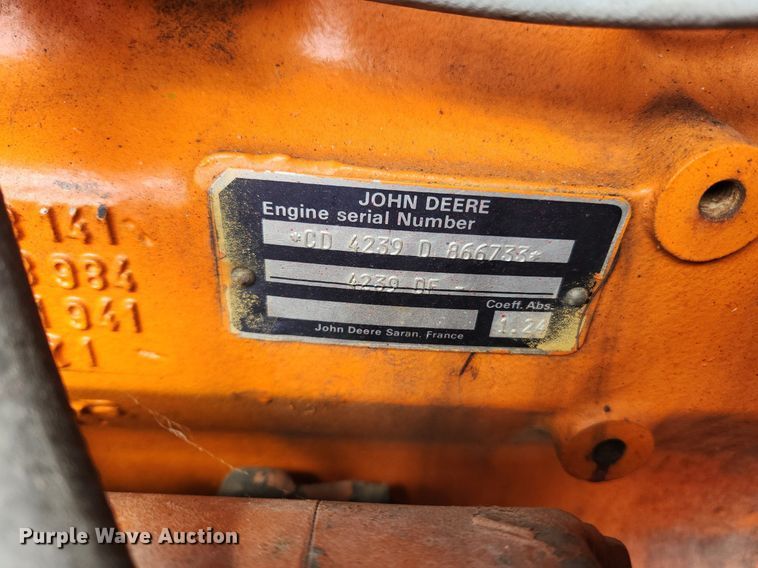 JOHN DEERE
Engine serial Number
*CD 4239 D 866733*
4239 DF -
Coeff. Abs.
1.24
John Deere Saran. France
141
984
941
Purple Wave Auction